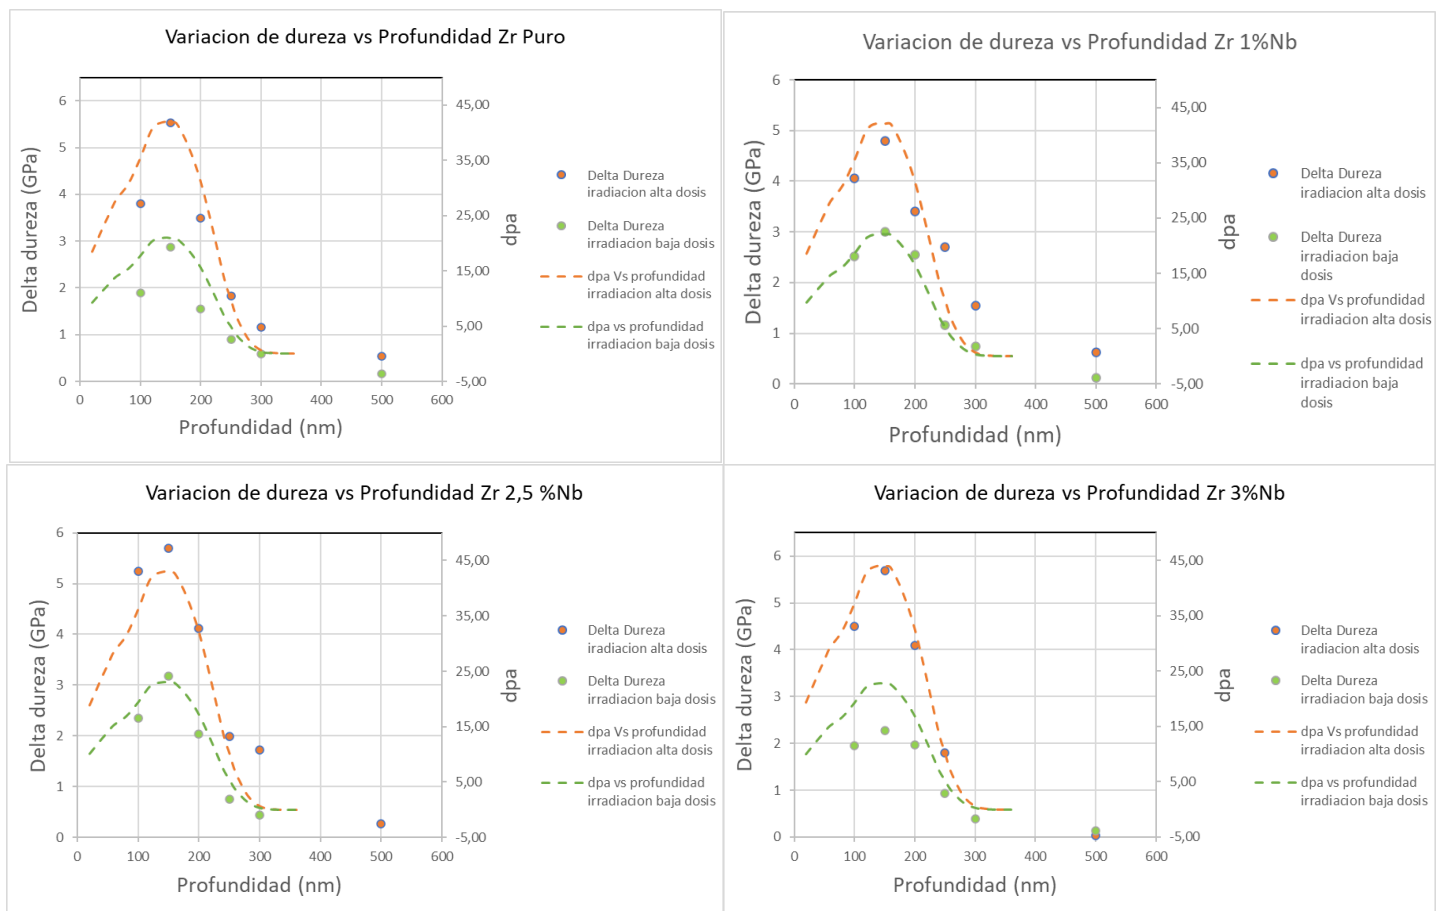 Variacion de dureza vs Profundidad Zr Puro
6
5
4
3
2
1
0
Delta dureza (GPa)
45,00
35,00
25,00
15,00
5,00
-5,00
dpa
0 100 200 300 400 500 600
Profundidad (nm)
Delta Dureza
iradiacion alta dosis
Delta Dureza
irradiacion baja dosis
dpa Vs profundidad
irradiacion alta dosis
dpa vs profundidad
irradiacion baja dosis
Variacion de dureza vs Profundidad Zr 1%Nb
6
5
4
3
2
1
0
Delta dureza (GPa)
45,00
35,00
25,00
15,00
5,00
-5,00
dpa
0 100 200 300 400 500 600
Profundidad (nm)
Delta Dureza
iradiacion alta dosis
Delta Dureza
irradiacion baja
dosis
dpa Vs profundidad
irradiacion alta dosis
dpa vs profundidad
irradiacion baja
dosis
Variacion de dureza vs Profundidad Zr 2,5 %Nb
6
5
4
3
2
1
0
Delta dureza (GPa)
45,00
35,00
25,00
15,00
5,00
-5,00
dpa
0 100 200 300 400 500 600
Profundidad (nm)
Delta Dureza
iradiacion alta dosis
Delta Dureza
irradiacion baja dosis
dpa Vs profundidad
irradiacion alta dosis
dpa vs profundidad
irradiacion baja dosis
Variacion de dureza vs Profundidad Zr 3%Nb
6
5
4
3
2
1
0
Delta dureza (GPa)
45,00
35,00
25,00
15,00
5,00
-5,00
dpa
0 100 200 300 400 500 600
Profundidad (nm)
Delta Dureza
iradiacion alta dosis
Delta Dureza
irradiacion baja dosis
dpa Vs profundidad
irradiacion alta dosis
dpa vs profundidad
irradiacion baja dosis